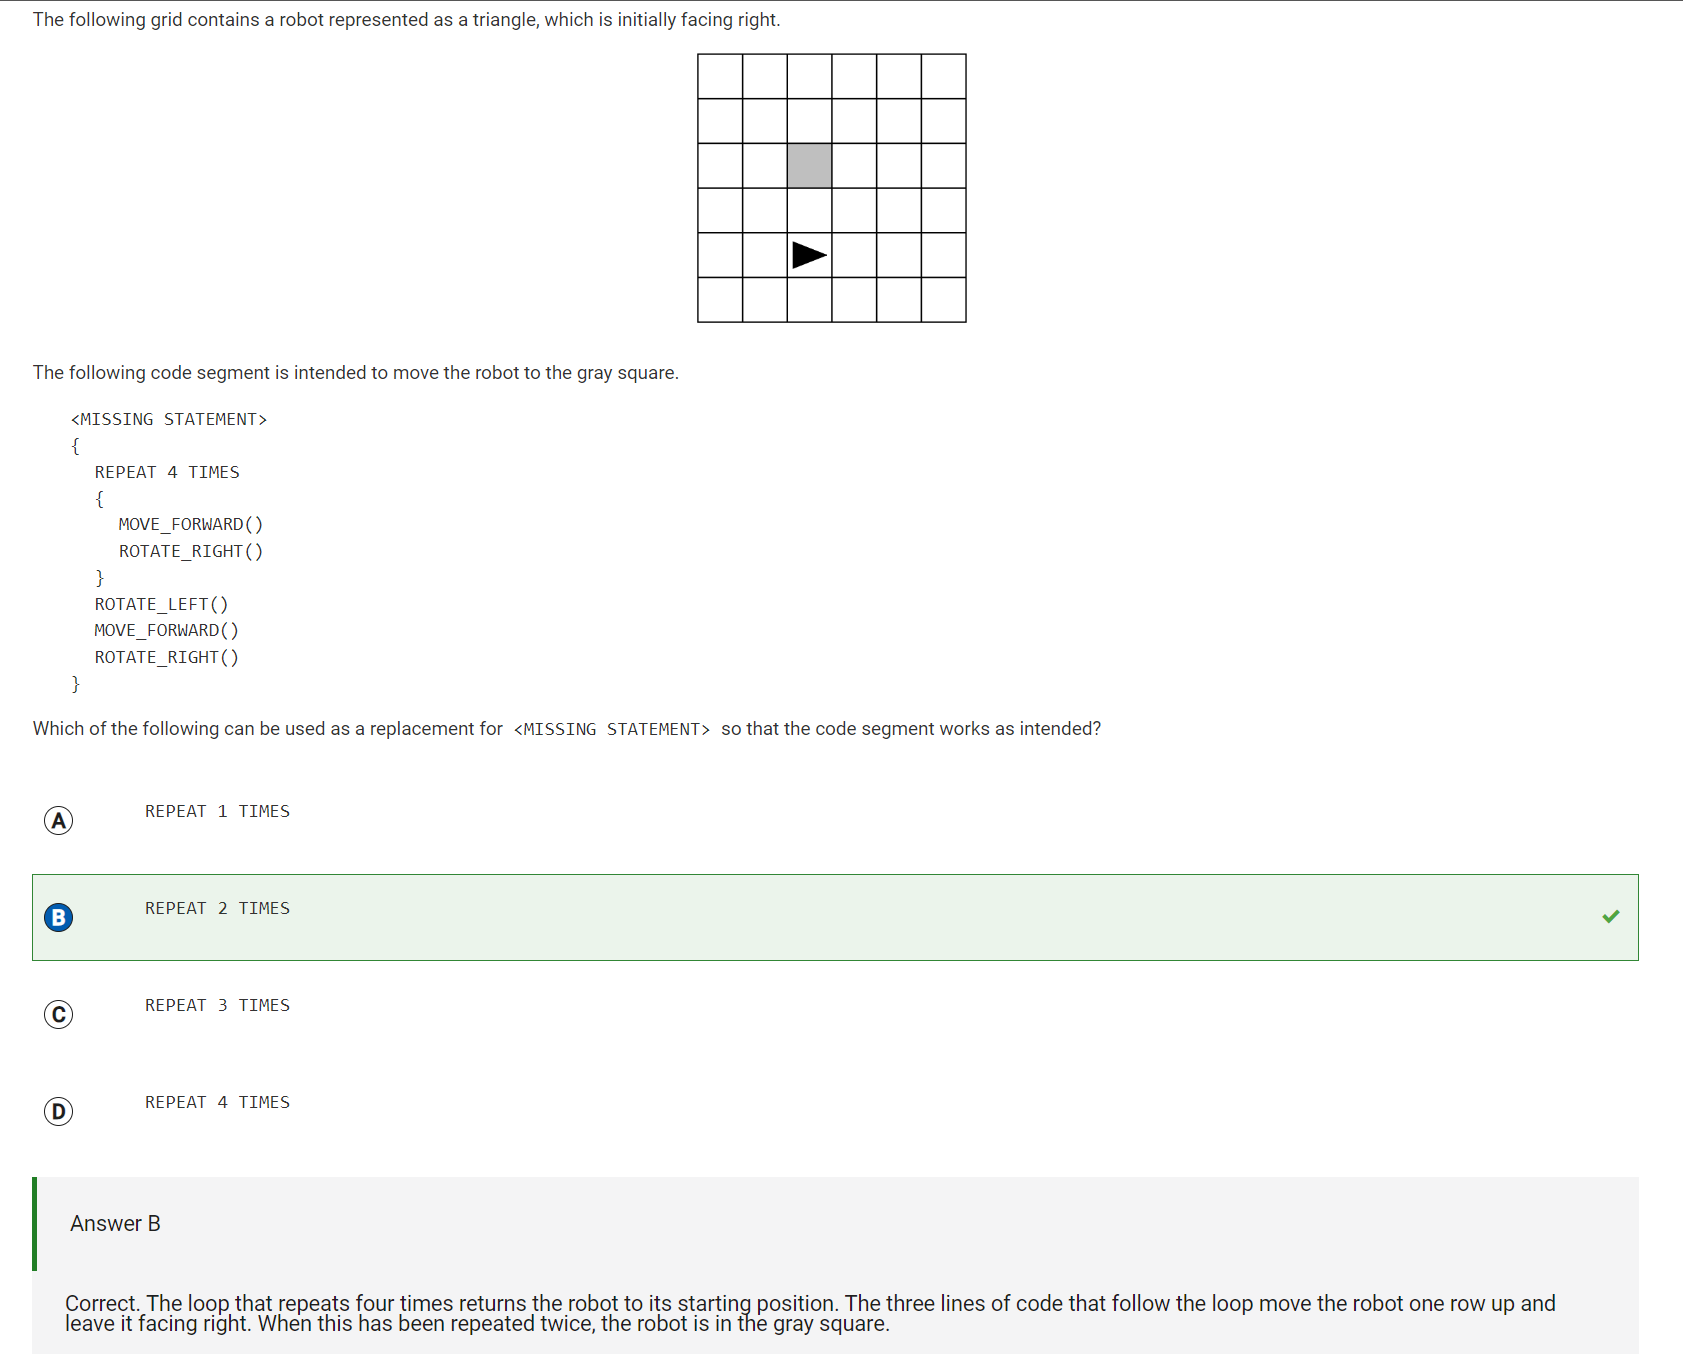 The following grid contains a robot represented as a triangle, which is initially facing right.
The following code segment is intended to move the robot to the gray square.
<MISSING STATEMENT>
{
REPEAT 4 TIMES
{
MOVE_FORWARD()
ROTATE_RIGHT()
}
ROTATE_LEFT()
MOVE_FORWARD()
ROTATE_RIGHT()
}
Which of the following can be used as a replacement for <MISSING STATEMENT> so that the code segment works as intended?
A REPEAT 1 TIMES
B REPEAT 2 TIMES
C REPEAT 3 TIMES
D REPEAT 4 TIMES
Answer B
Correct. The loop that repeats four times returns the robot to its starting position. The three lines of code that follow the loop move the robot one row up and
leave it facing right. When this has been repeated twice, the robot is in the gray square.